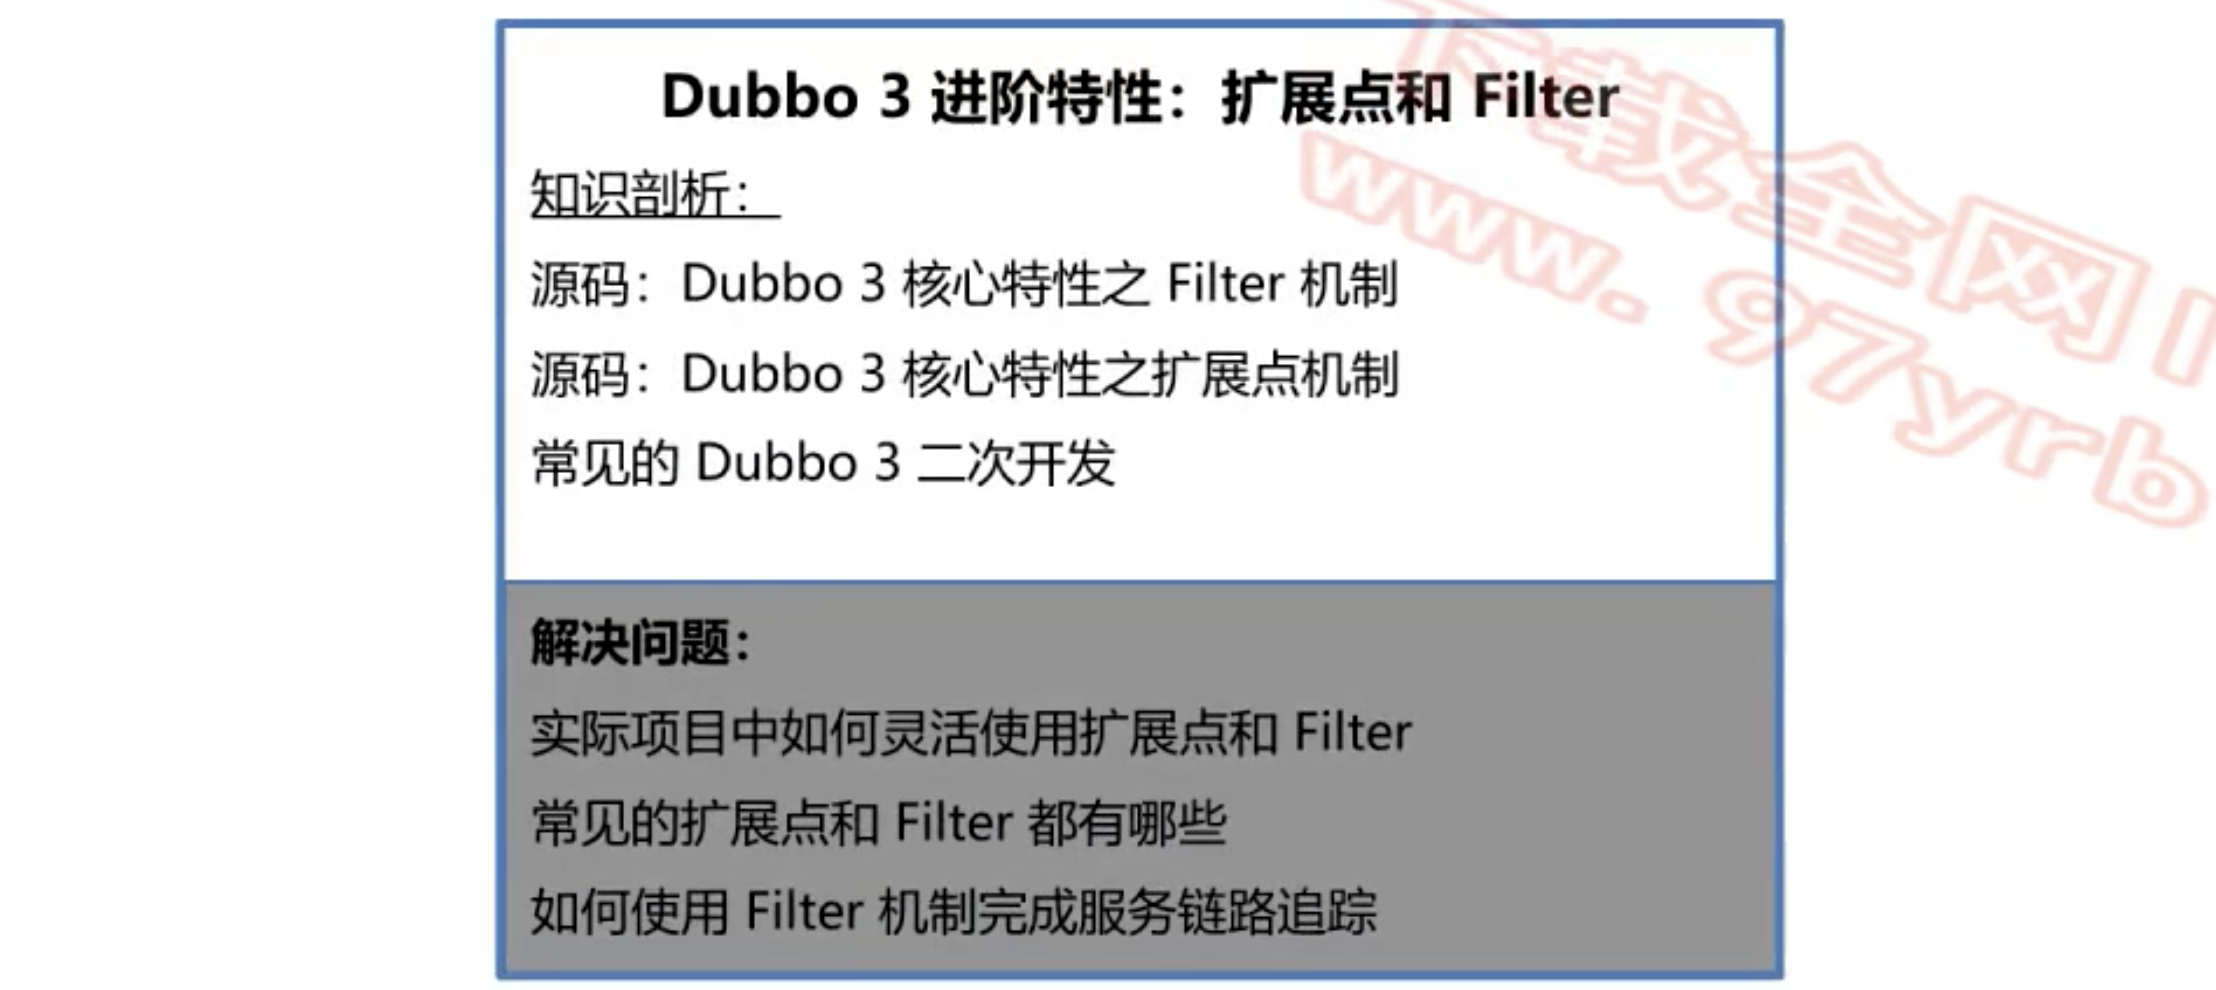 Dubbo 3 进阶特性：扩展点和 Filter
知识剖析：
源码：Dubbo 3 核心特性之 Filter 机制
源码：Dubbo 3 核心特性之扩展点机制
常见的 Dubbo 3 二次开发
解决问题：
实际项目中如何灵活使用扩展点和 Filter
常见的扩展点和 Filter 都有哪些
如何使用 Filter 机制完成服务链路追踪
下载全网
www.97yrb